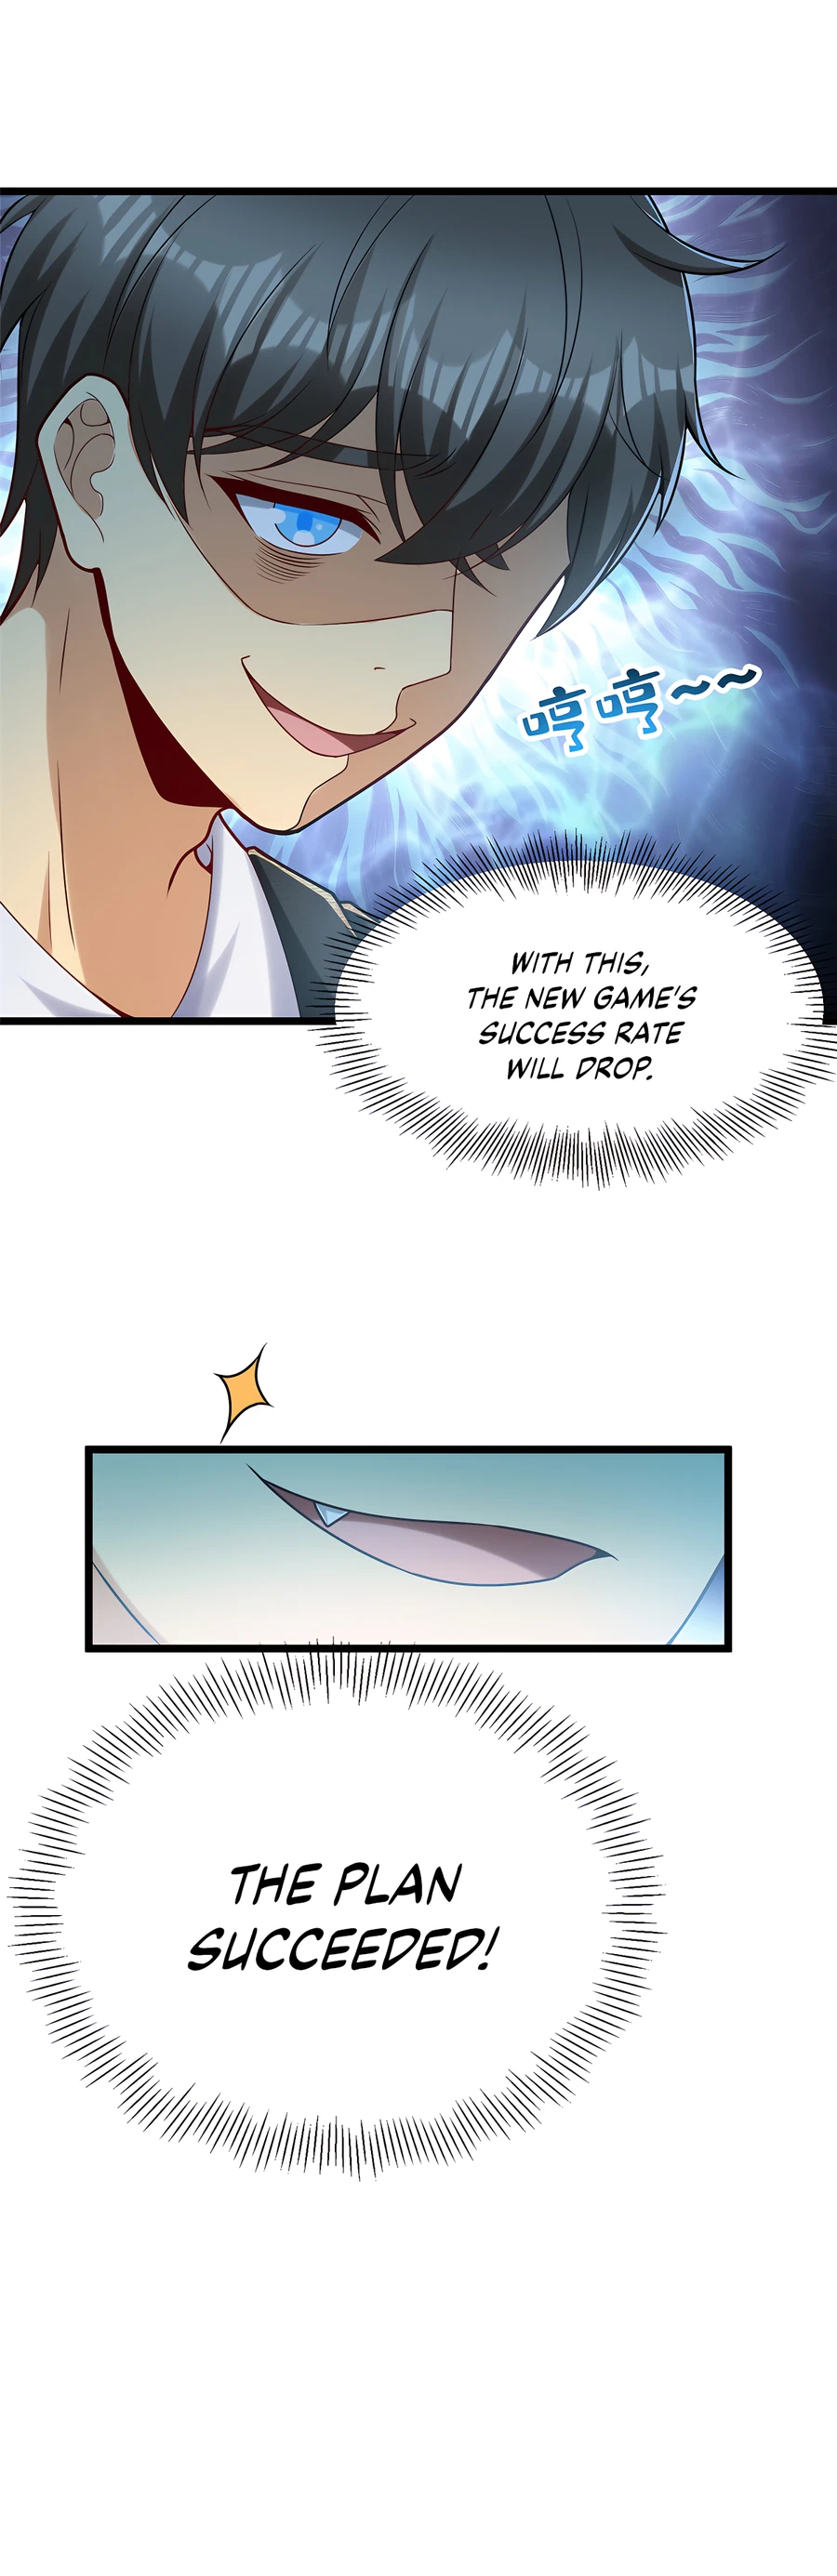 哼哼~~
WITH THIS,
THE NEW GAME'S
SUCCESS RATE
WILL DROP.
THE PLAN
SUCCEEDED!